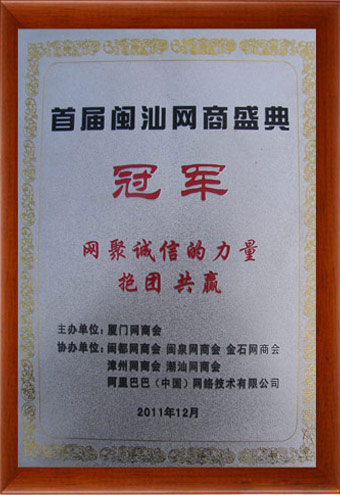 首届闽汕网商盛典
冠军
网聚诚信的力量
抱团共赢
主办单位：厦门网商会
协办单位：闽都网商会 闽泉网商会 金石网商会
漳州网商会 潮汕网商会
阿里巴巴（中国）网络技术有限公司
2011年12月